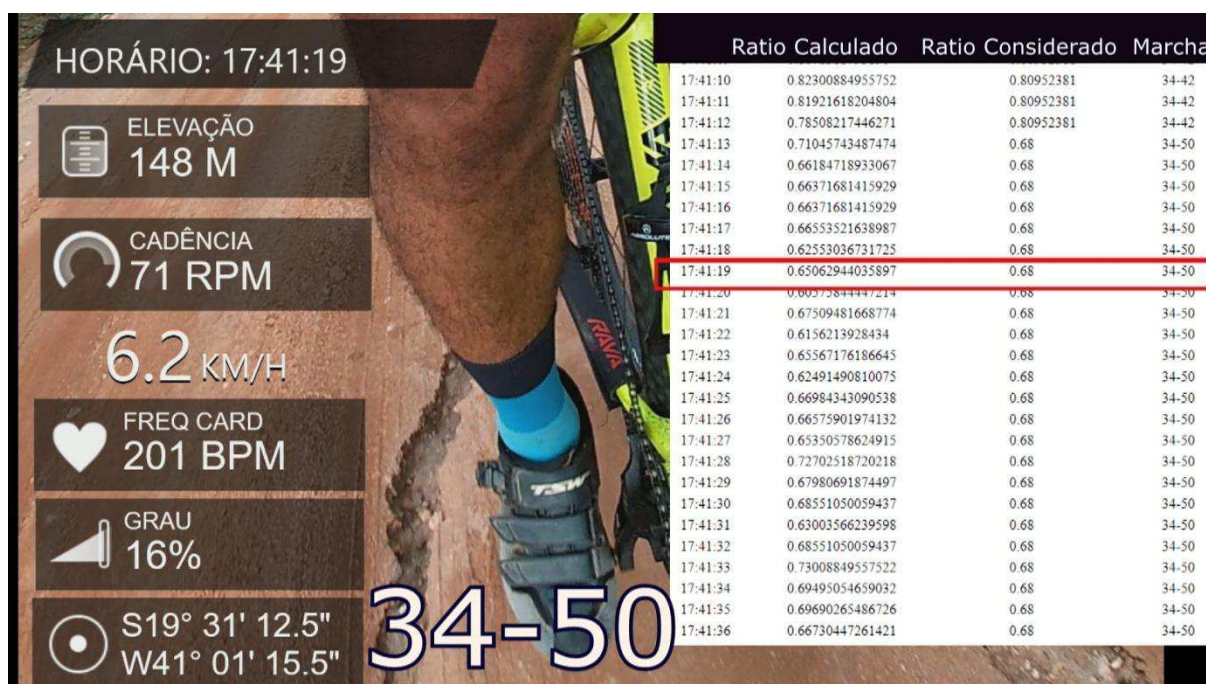 HORÁRIO: 17:41:19
ELEVAÇÃO
148 M
CADÊNCIA
71 RPM
6.2 KM/H
FREQ CARD
201 BPM
GRAU
16%
S19° 31' 12.5"
W41° 01' 15.5"
34-50
RAVA
TSW
Ratio Calculado Ratio Considerado Marcha
17:41:10 0.82300884955752 0.80952381 34-42
17:41:11 0.81921618204804 0.80952381 34-42
17:41:12 0.78508217446271 0.80952381 34-42
17:41:13 0.71045743487474 0.68 34-50
17:41:14 0.66184718933067 0.68 34-50
17:41:15 0.66371681415929 0.68 34-50
17:41:16 0.66371681415929 0.68 34-50
17:41:17 0.66553521638987 0.68 34-50
17:41:18 0.62553036731725 0.68 34-50
17:41:19 0.65062944035897 0.68 34-50
17:41:20 0.60575844447214 0.68 34-50
17:41:21 0.67509481668774 0.68 34-50
17:41:22 0.6156213928434 0.68 34-50
17:41:23 0.65567176186645 0.68 34-50
17:41:24 0.62491490810075 0.68 34-50
17:41:25 0.66984343090538 0.68 34-50
17:41:26 0.66575901974132 0.68 34-50
17:41:27 0.65350578624915 0.68 34-50
17:41:28 0.72702518720218 0.68 34-50
17:41:29 0.67980691874497 0.68 34-50
17:41:30 0.68551050059437 0.68 34-50
17:41:31 0.63003566239598 0.68 34-50
17:41:32 0.68551050059437 0.68 34-50
17:41:33 0.73008849557522 0.68 34-50
17:41:34 0.69495054659032 0.68 34-50
17:41:35 0.69690265486726 0.68 34-50
17:41:36 0.66730447261421 0.68 34-50